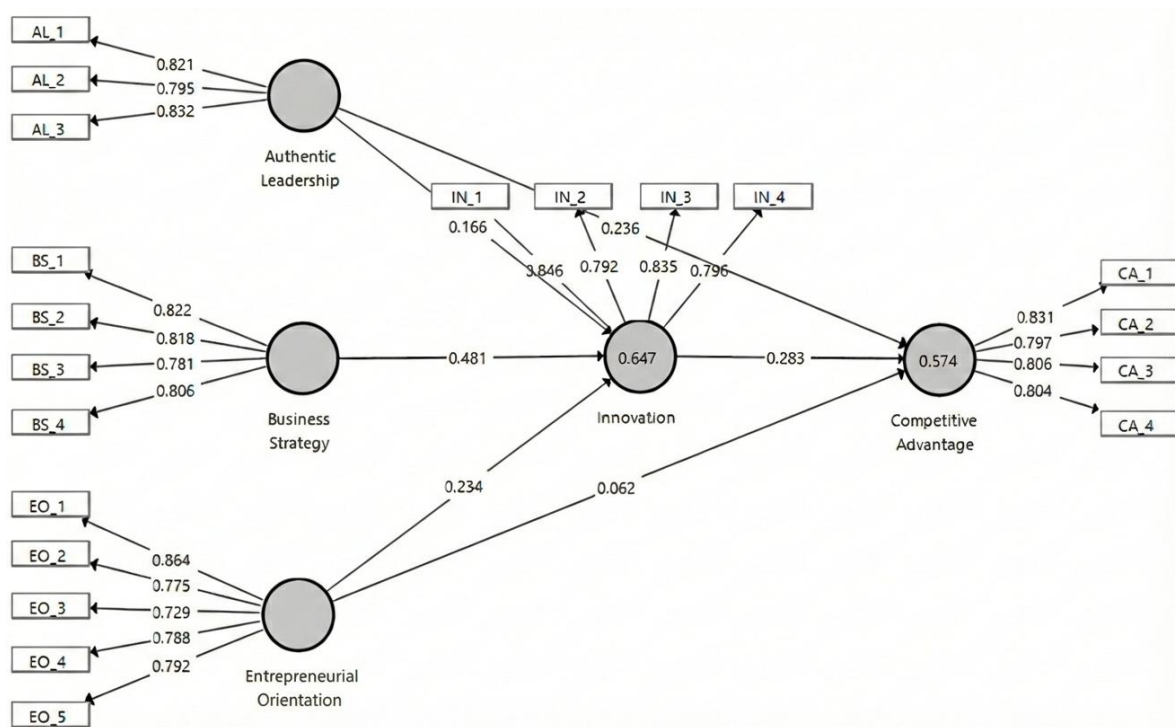 AL_1
0.821
AL_2
0.795
AL_3
0.832
Authentic
Leadership
IN_1
IN_2
IN_3
IN_4
0.166
0.236
0.846
0.792
0.835
0.796
BS_1
0.822
BS_2
0.818
BS_3
0.781
BS_4
0.806
Business
Strategy
0.481
0.647
Innovation
0.283
0.574
Competitive
Advantage
CA_1
0.831
CA_2
0.797
CA_3
0.806
CA_4
0.804
0.234
0.062
EO_1
0.864
EO_2
0.775
EO_3
0.729
EO_4
0.788
EO_5
0.792
Entrepreneurial
Orientation